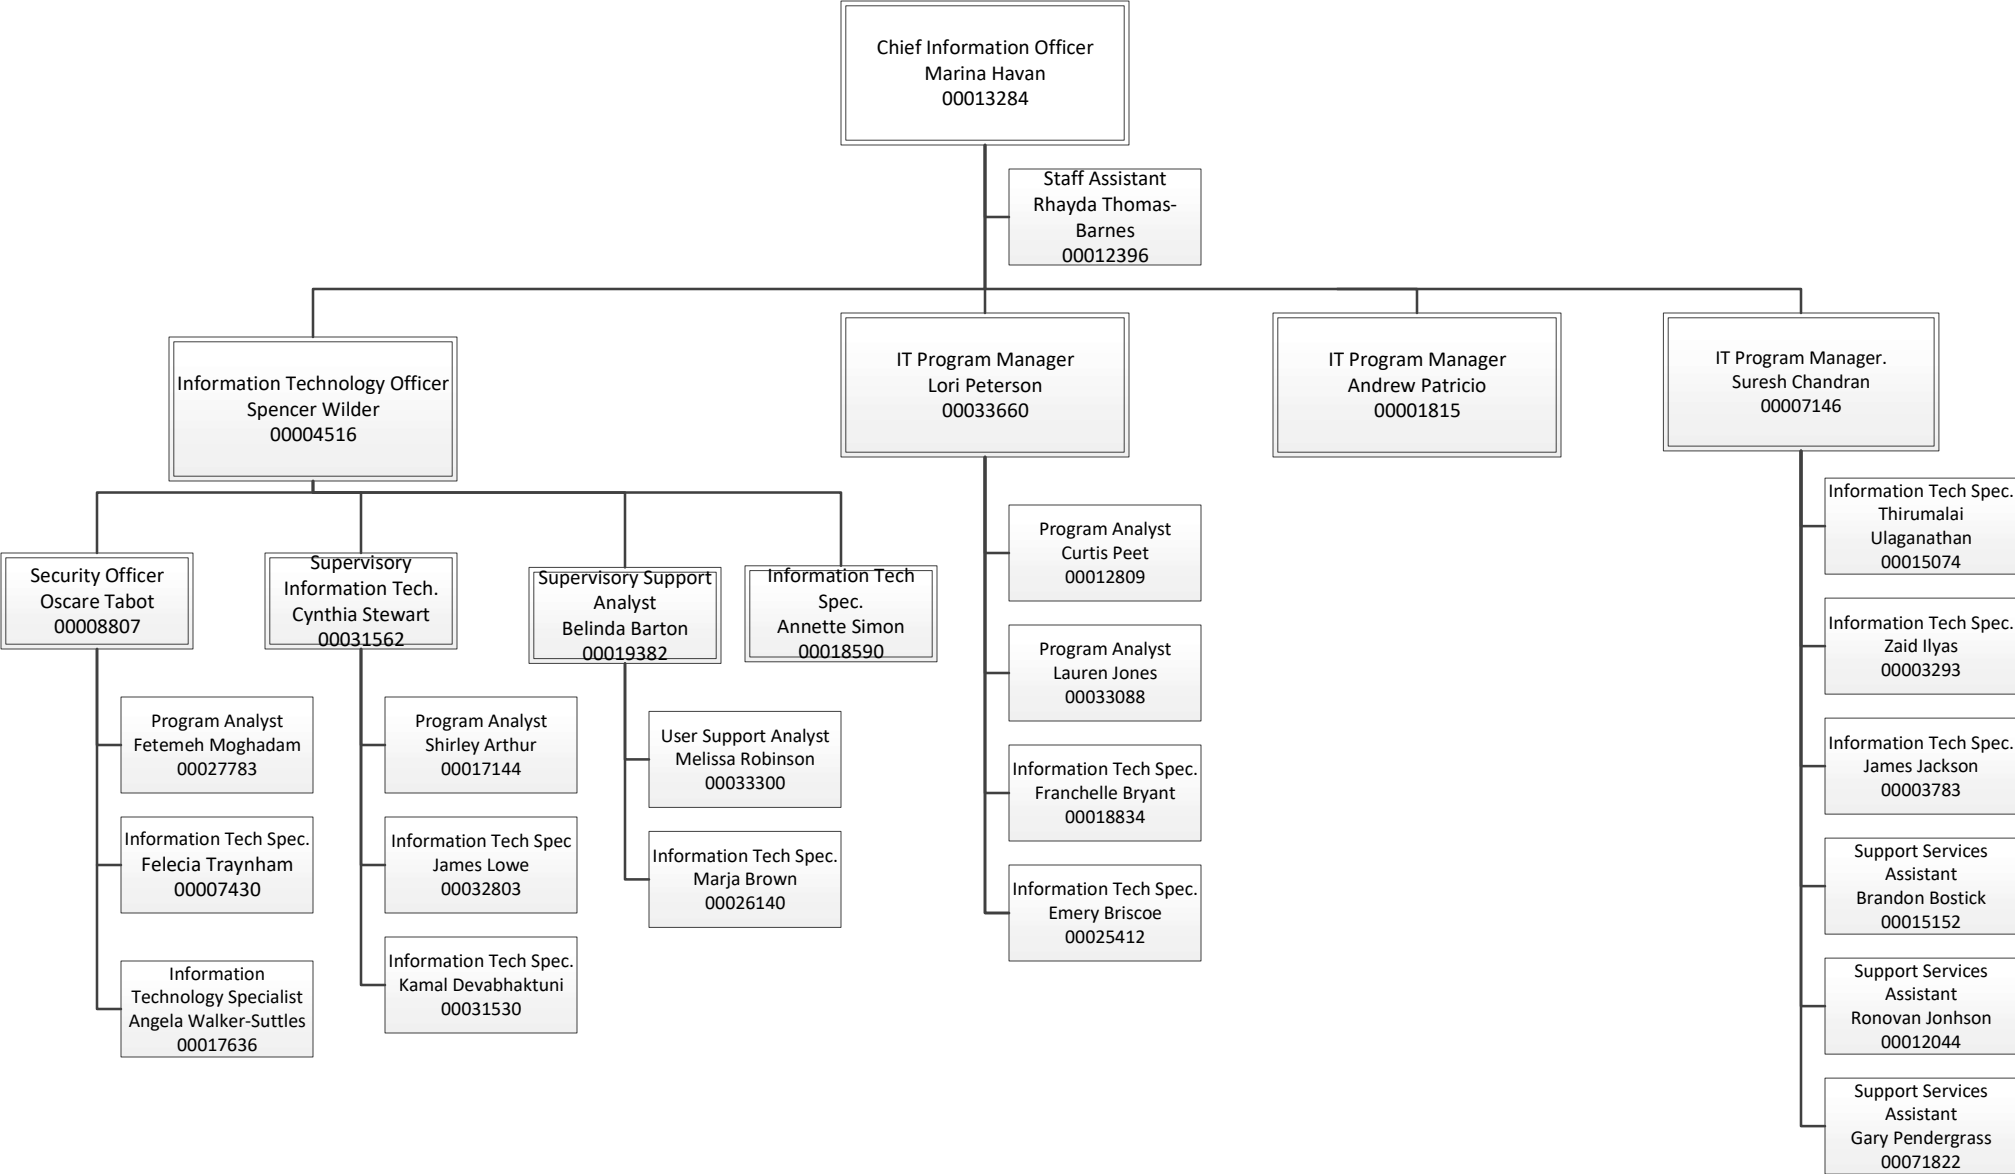 Chief Information Officer
Marina Havan
00013284
Staff Assistant
Rhayda Thomas-
Barnes
00012396
Information Technology Officer
Spencer Wilder
00004516
IT Program Manager
Lori Peterson
00033660
IT Program Manager
Andrew Patricio
00001815
IT Program Manager.
Suresh Chandran
00007146
Security Officer
Oscare Tabot
00008807
Supervisory
Information Tech.
Cynthia Stewart
00031562
Supervisory Support
Analyst
Belinda Barton
00019382
Information Tech
Spec.
Annette Simon
00018590
Program Analyst
Fetemeh Moghadam
00027783
Information Tech Spec.
Felecia Traynham
00007430
Information
Technology Specialist
Angela Walker-Suttles
00017636
Program Analyst
Shirley Arthur
00017144
Information Tech Spec
James Lowe
00032803
Information Tech Spec.
Kamal Devabhaktuni
00031530
User Support Analyst
Melissa Robinson
00033300
Information Tech Spec.
Marja Brown
00026140
Program Analyst
Curtis Peet
00012809
Program Analyst
Lauren Jones
00033088
Information Tech Spec.
Franchelle Bryant
00018834
Information Tech Spec.
Emery Briscoe
00025412
Information Tech Spec.
Thirumalai
Ulaganathan
00015074
Information Tech Spec.
Zaid Ilyas
00003293
Information Tech Spec.
James Jackson
00003783
Support Services
Assistant
Brandon Bostick
00015152
Support Services
Assistant
Ronovan Jonhson
00012044
Support Services
Assistant
Gary Pendergrass
00071822